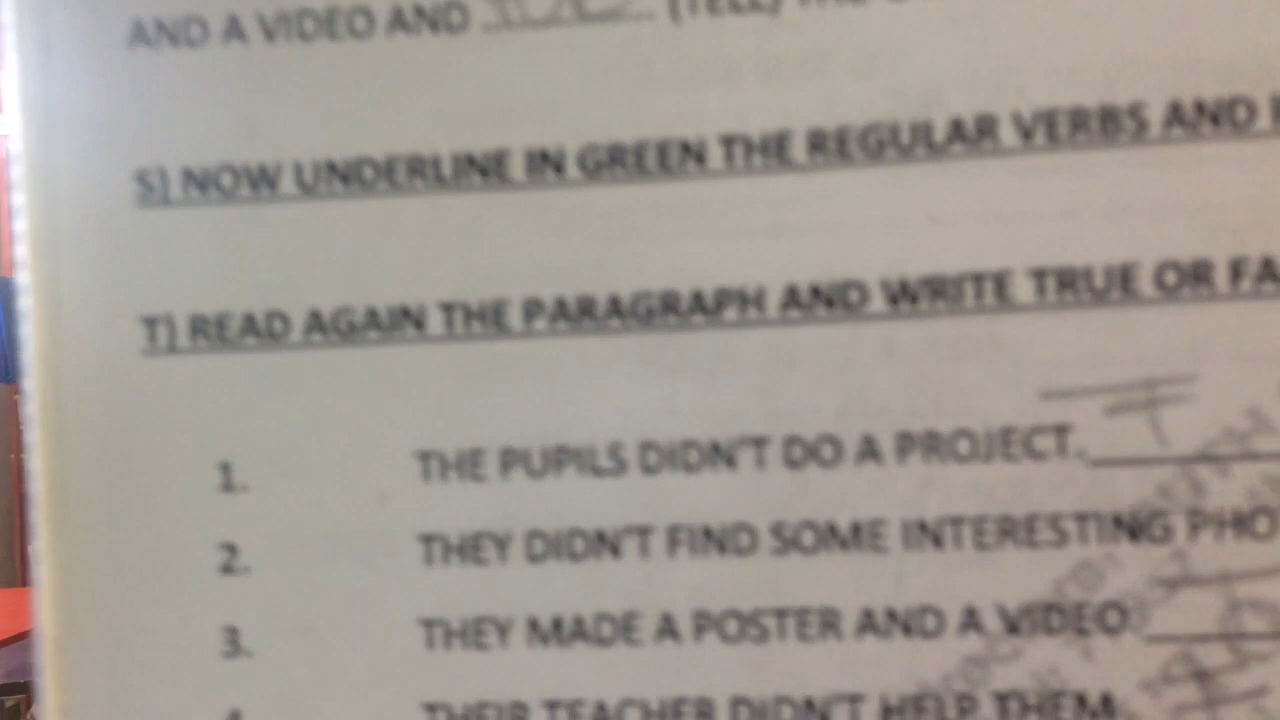 AND A VIDEO AND (TELL) THE
S) NOW UNDERLINE IN GREEN THE REGULAR VERBS AND
T) READ AGAIN THE PARAGRAPH AND WRITE TRUE OR FA
1. THE PUPILS DIDN'T DO A PROJECT.
2. THEY DIDN'T FIND SOME INTERESTING PHO
3. THEY MADE A POSTER AND A VIDEO
4. THEIR TEACHER DIDN'T HELP THEM